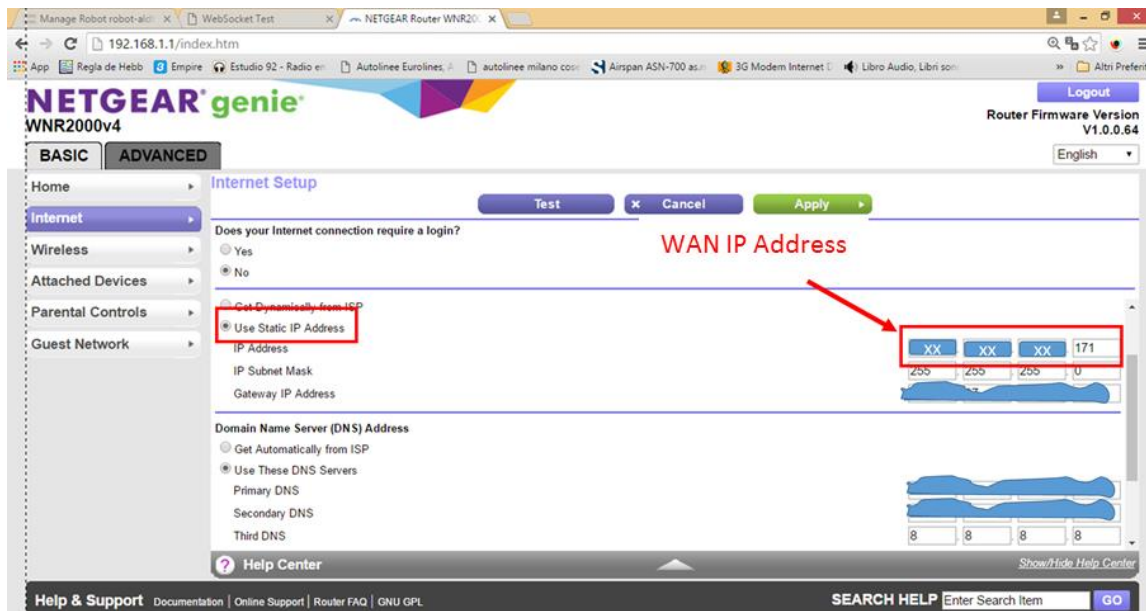 Manage Robot robot-ald
WebSocket Test
NETGEAR Router WNR20
192.168.1.1/index.htm
App Regla de Hebb Empire Estudio 92 - Radio en Autolinee Eurolines, autolinee milano cose Airspan ASN-700 as.n 3G Modem Internet Libro Audio, Libri son » Altri Preferit
NETGEAR® genie®
Logout
WNR2000v4
Router Firmware Version
V1.0.0.64
BASIC ADVANCED
English
Home
Internet
Wireless
Attached Devices
Parental Controls
Guest Network
Internet Setup
Test × Cancel Apply
Does your Internet connection require a login?
Yes
No
WAN IP Address
Get Dynamically from ISP
Use Static IP Address
IP Address XX XX XX 171
IP Subnet Mask 255 255 255 0
Gateway IP Address
Domain Name Server (DNS) Address
Get Automatically from ISP
Use These DNS Servers
Primary DNS
Secondary DNS
Third DNS 8 8 8 8
? Help Center
Show/Hide Help Center
Help & Support Documentation | Online Support | Router FAQ | GNU GPL
SEARCH HELP Enter Search Item GO